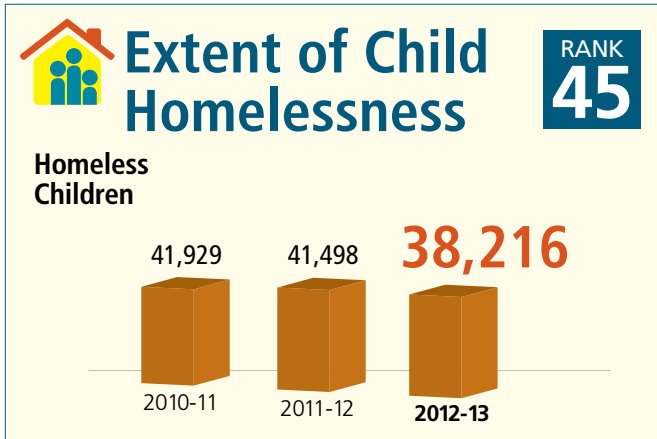 Extent of Child
Homelessness
RANK
45
Homeless
Children
41,929
41,498
38,216
2010-11
2011-12
2012-13